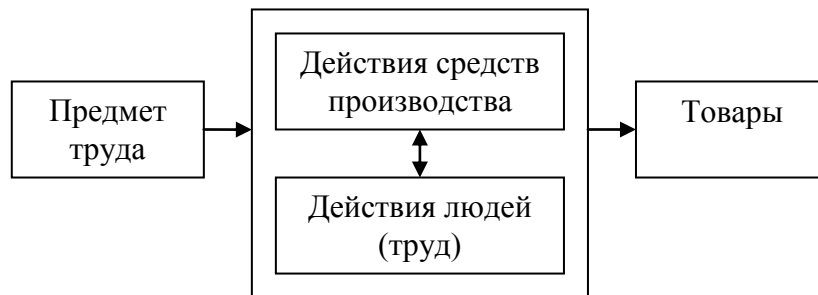 Предмет
труда
Действия средств
производства
Действия людей
(труд)
Товары